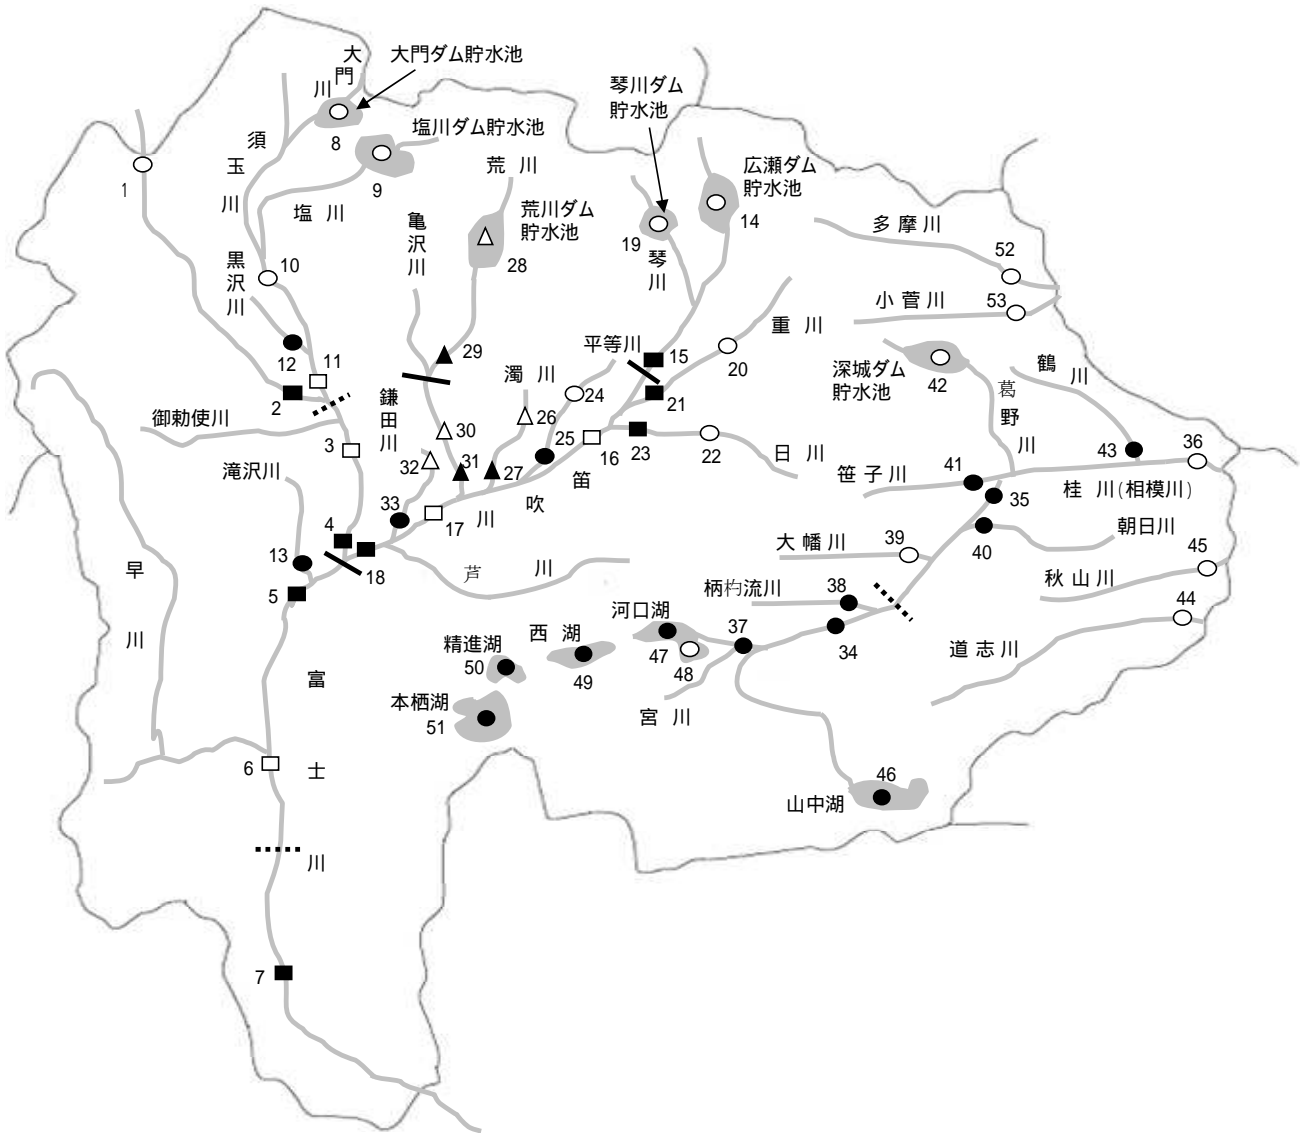 大門川
大門ダム貯水池
8
須玉川
塩川ダム貯水池
9
塩川
1
荒川
荒川ダム
貯水池
28
亀沢川
琴川ダム
貯水池
19
琴川
広瀬ダム
貯水池
14
多摩川
52
小菅川
53
黒沢川
10
12
11
2
御勅使川
3
29
鎌田川
30
32
31
濁川
26
27
24
25
平等川
15
21
重川
20
16
23
22
日川
深城ダム
貯水池
42
葛野川
鶴川
43
36
笹子川
41
35
桂川(相模川)
滝沢川
4
13
5
18
33
17
笛吹川
芦川
大幡川
39
40
朝日川
45
秋山川
44
道志川
柄杓流川
38
34
37
河口湖
47
48
西湖
49
精進湖
50
本栖湖
51
宮川
46
山中湖
早川
富士川
6
7